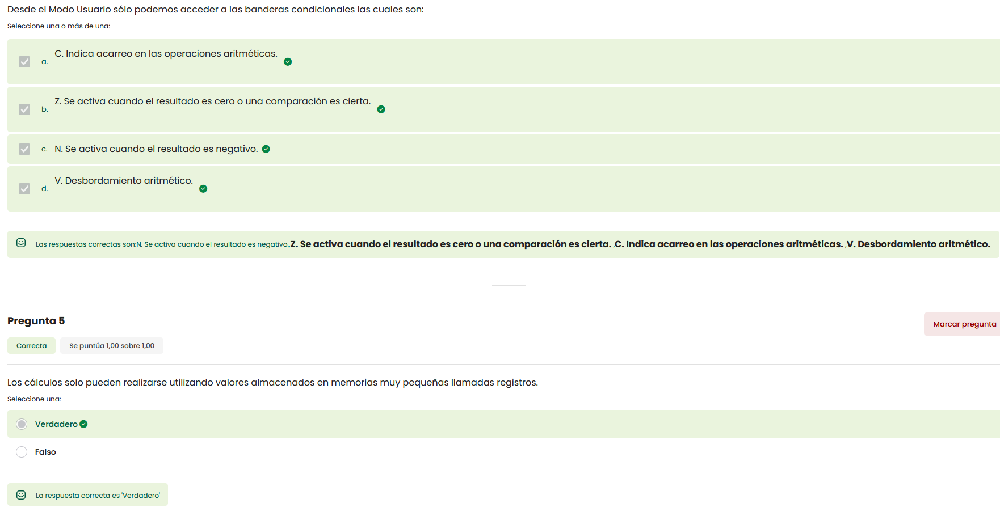 Desde el Modo Usuario sólo podemos acceder a las banderas condicionales las cuales son:
Seleccione una o más de una:
a. C. Indica acarreo en las operaciones aritméticas.
b. Z. Se activa cuando el resultado es cero o una comparación es cierta.
c. N. Se activa cuando el resultado es negativo.
d. V. Desbordamiento aritmético.
Las respuestas correctas son:N. Se activa cuando el resultado es negativo.,Z. Se activa cuando el resultado es cero o una comparación es cierta. ,C. Indica acarreo en las operaciones aritméticas. ,V. Desbordamiento aritmético.
Pregunta 5
Marcar pregunta
Correcta Se puntúa 1,00 sobre 1,00
Los cálculos solo pueden realizarse utilizando valores almacenados en memorias muy pequeñas llamadas registros.
Seleccione una:
Verdadero
Falso
La respuesta correcta es 'Verdadero'